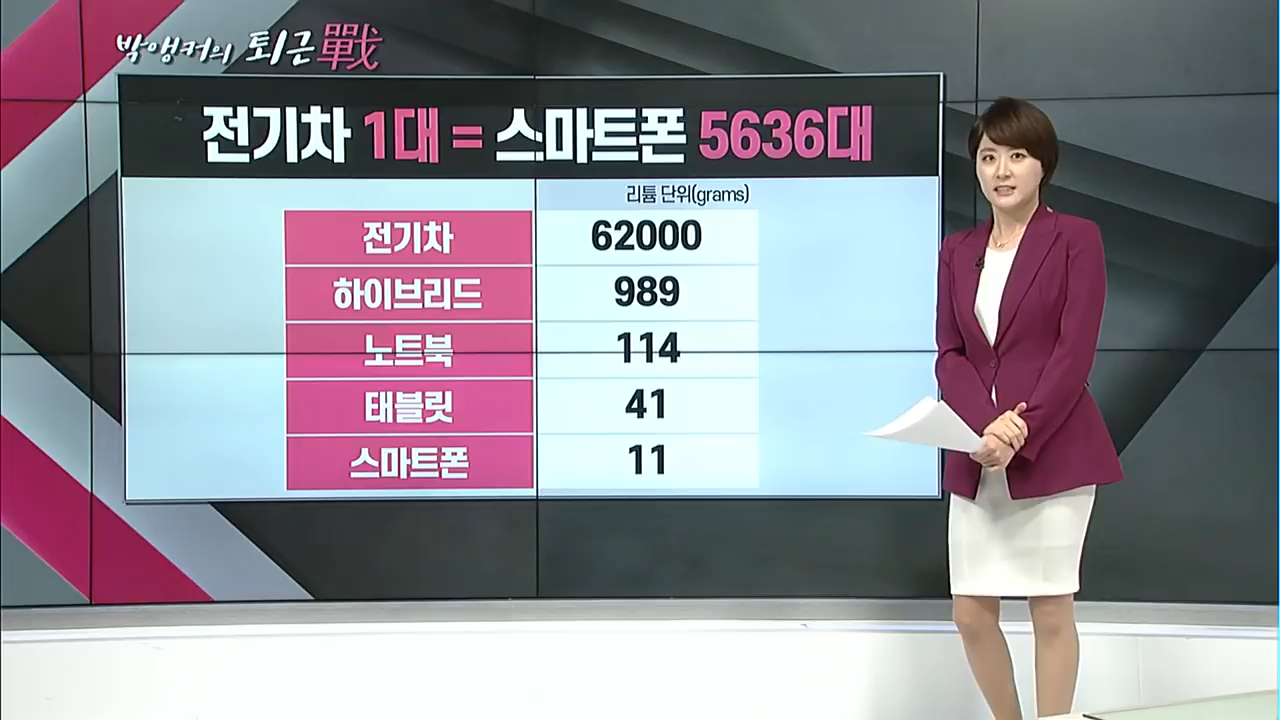 박앵커의 퇴근戰
전기차 1대 = 스마트폰 5636대
리튬 단위(grams)
전기차 62000
하이브리드 989
노트북 114
태블릿 41
스마트폰 11